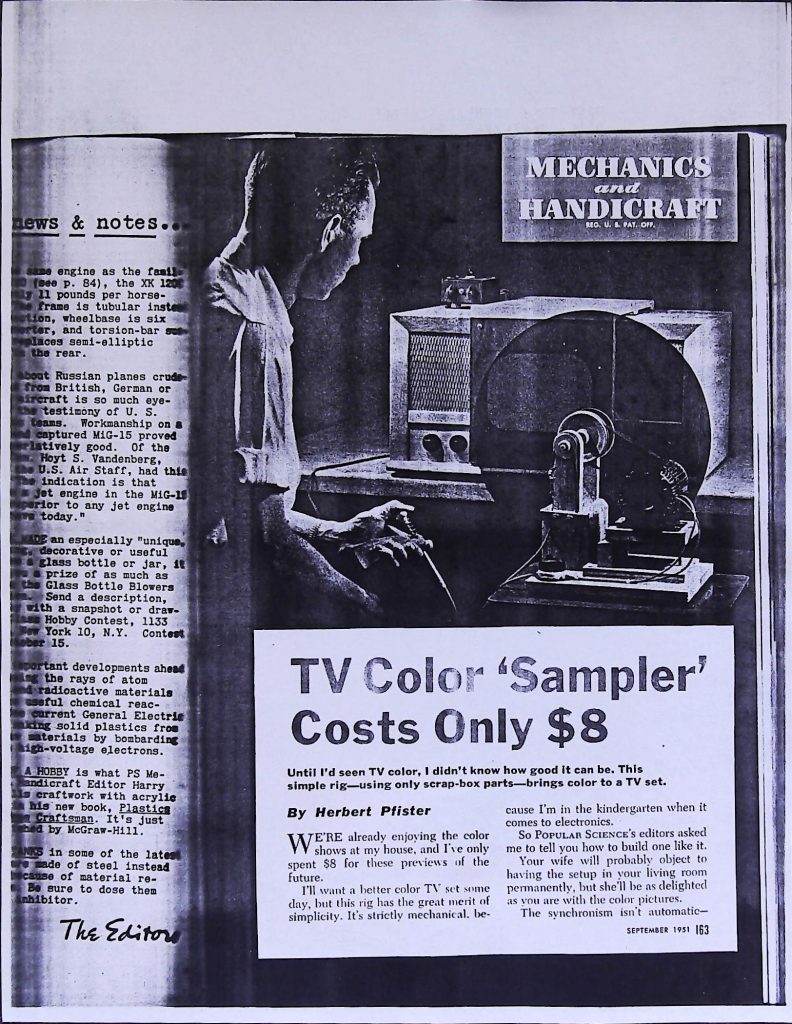 news & notes...
same engine as the
(see p. 84), the XK 120
11 pounds per horse-
frame is tubular
wheelbase is six
and torsion-bar
semi-elliptic
the rear.
about Russian planes
from British, German or
aircraft is so much eye-
testimony of U. S.
teams. Workmanship on a
captured MiG-15 proved
good. Of the
Hoyt S. Vandenberg,
U.S. Air Staff, had this
indication is that
jet engine in the MiG-15
to any jet engine
today."
an especially "unique,
decorative or useful
a glass bottle or jar, it
a prize of as much as
the Glass Bottle Blowers
Send a description,
with a snapshot or draw-
Hobby Contest, 1133
New York 10, N.Y. Contest
15.
developments ahead
the rays of atom
radioactive materials
useful chemical reac-
current General Electric
solid plastics from
materials by bombarding
high-voltage electrons.
A HOBBY is what PS Me-
Handicraft Editor Harry
craftwork with acrylic
his new book, Plastics
Craftsman. It's just
by McGraw-Hill.
in some of the latest
made of steel instead
because of material re-
Be sure to dose them
inhibitor.
The Editors
MECHANICS
and
HANDICRAFT
REG. U. S. PAT. OFF.
TV Color 'Sampler'
Costs Only $8
Until I'd seen TV color, I didn't know how good it can be. This
simple rig—using only scrap-box parts—brings color to a TV set.
By Herbert Pfister
WE'RE already enjoying the color
shows at my house, and I've only
spent $8 for these previews of the
future.
I'll want a better color TV set some
day, but this rig has the great merit of
simplicity. It's strictly mechanical, be-
cause I'm in the kindergarten when it
comes to electronics.
So POPULAR SCIENCE'S editors asked
me to tell you how to build one like it.
Your wife will probably object to
having the setup in your living room
permanently, but she'll be as delighted
as you are with the color pictures.
The synchronism isn't automatic—
SEPTEMBER 1951 163